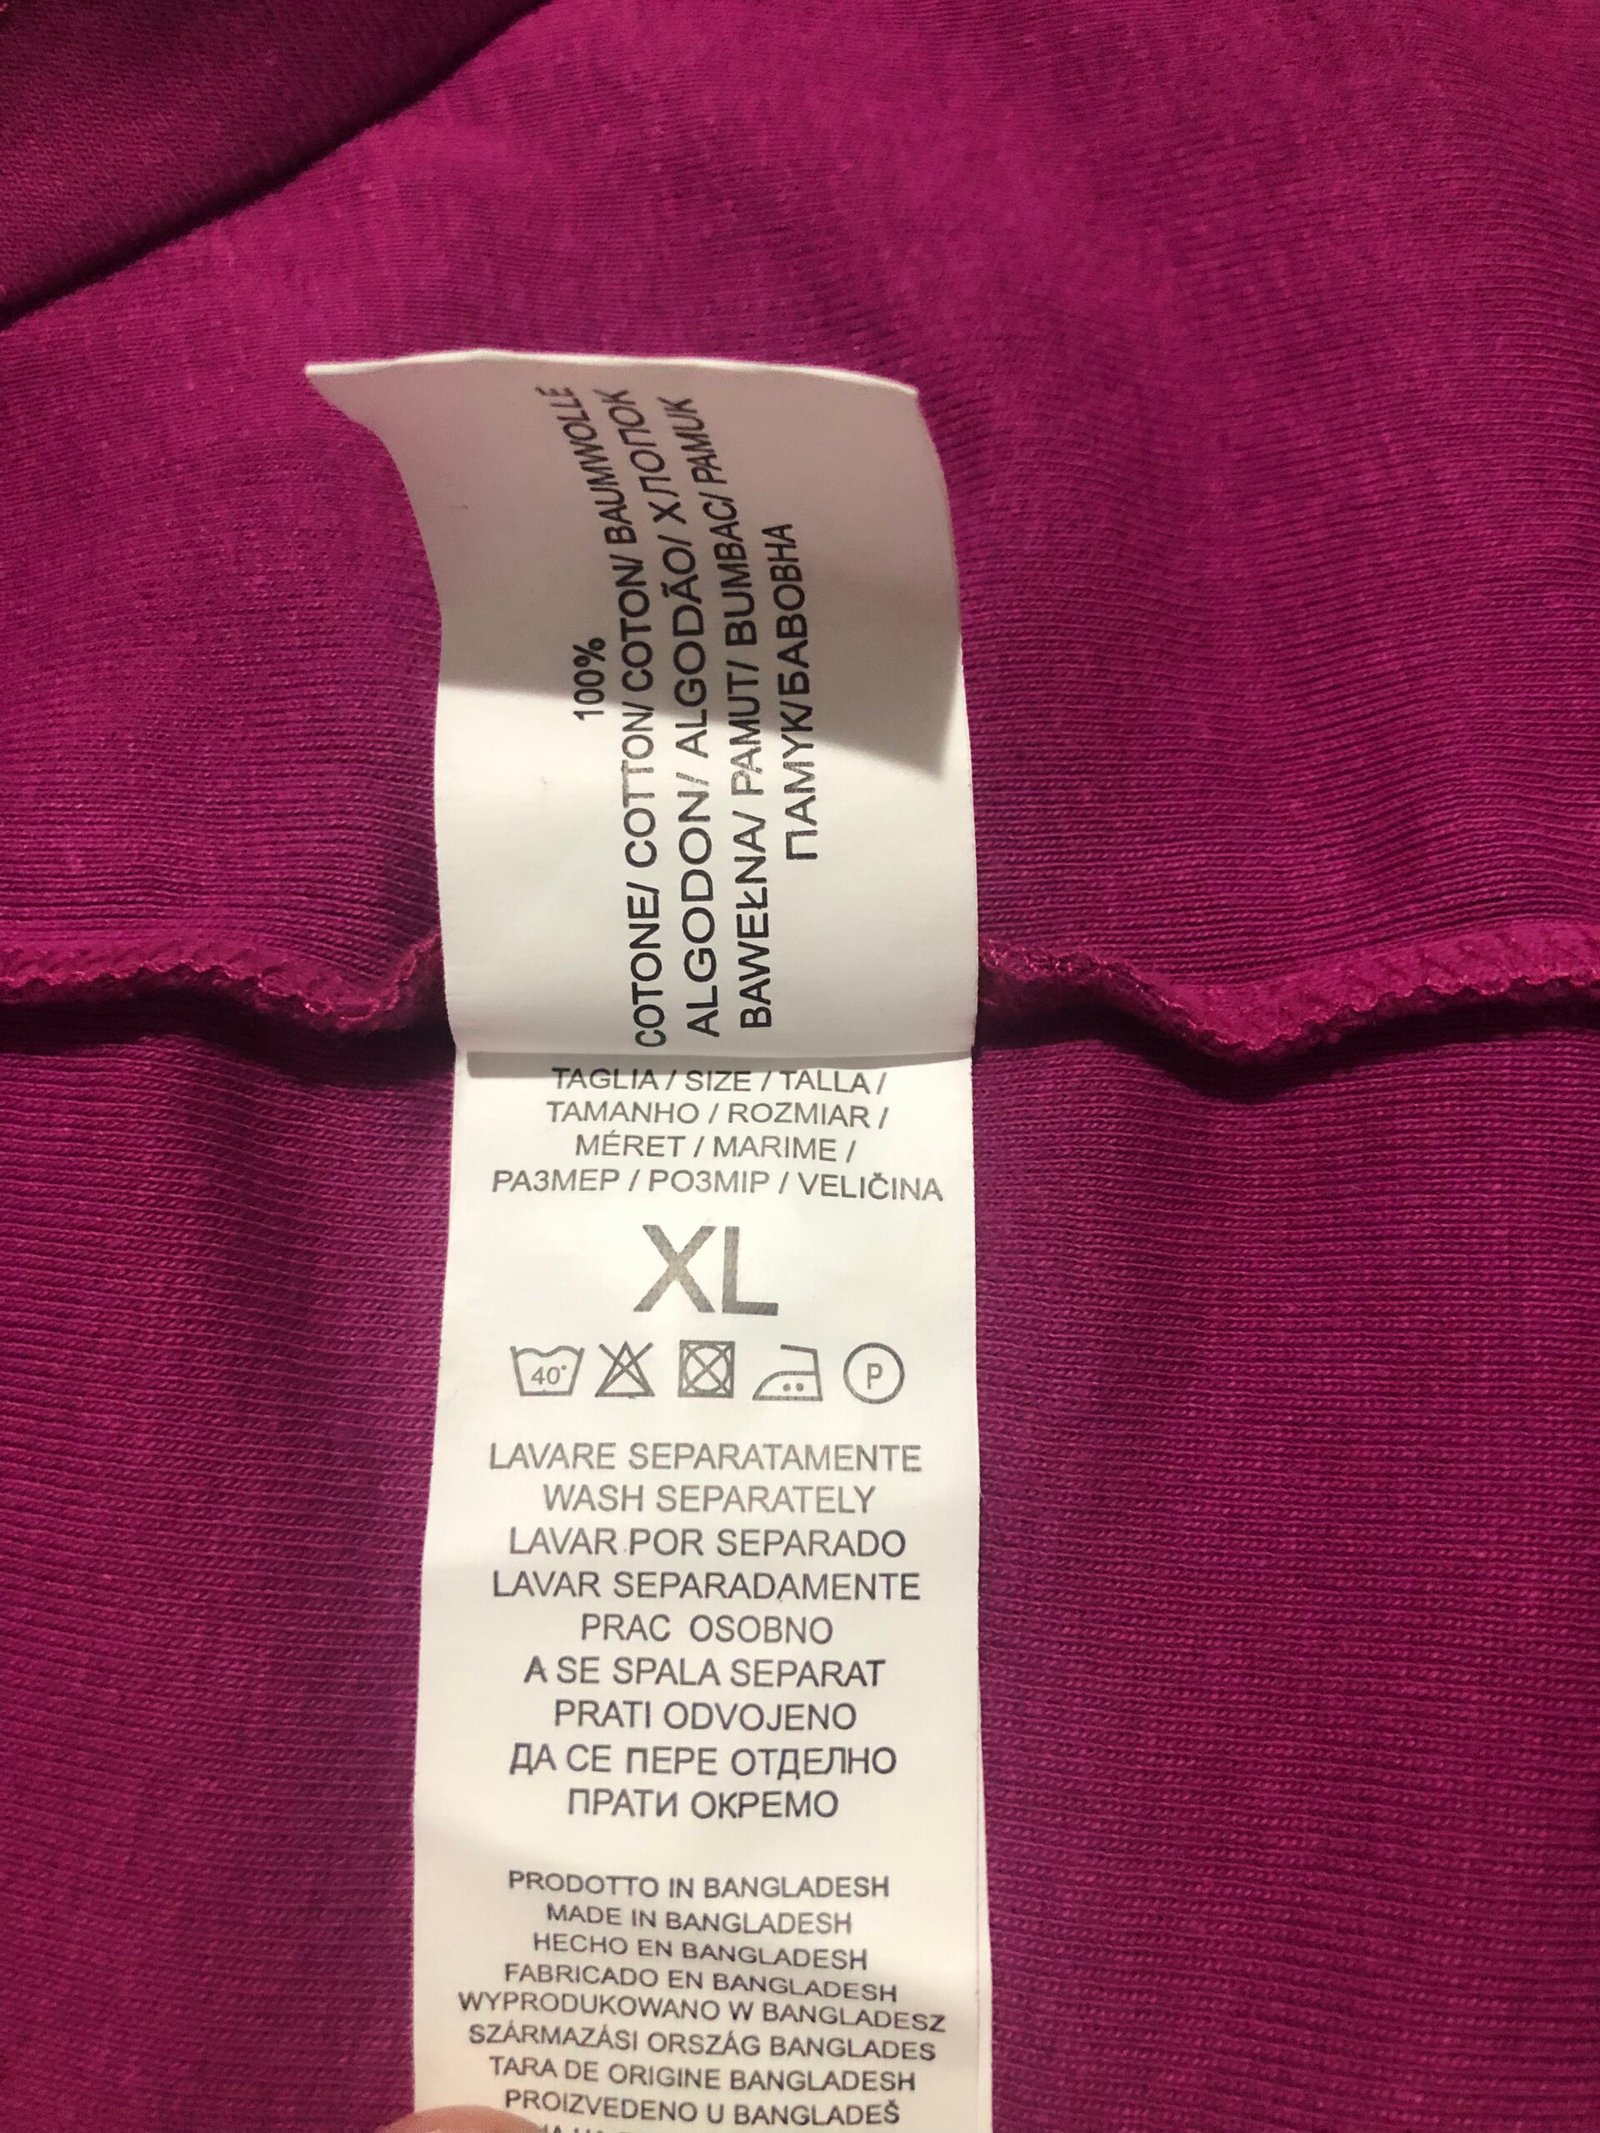 100%
COTONE/ COTTON/ COTON/ BAUMWOLLE
ALGODON/ ALGODÃO/ ХЛОПОК
BAWEŁNA/ PAMUT/ BUMBAC/ PAMUK
ПАМУК/БАВОВНА
TAGLIA / SIZE / TALLA /
TAMANHO / ROZMIAR /
MÉRET / MARIME /
РАЗМЕР / РОЗМІР / VELIČINA
XL
40°
P
LAVARE SEPARATAMENTE
WASH SEPARATELY
LAVAR POR SEPARADO
LAVAR SEPARADAMENTE
PRAC OSOBNO
A SE SPALA SEPARAT
PRATI ODVOJENO
ДА СЕ ПЕРЕ ОТДЕЛНО
ПРАТИ ОКРЕМО
PRODOTTO IN BANGLADESH
MADE IN BANGLADESH
HECHO EN BANGLADESH
FABRICADO EN BANGLADESH
WYPRODUKOWANO W BANGLADESZ
SZÁRMAZÁSI ORSZÁG BANGLADES
TARA DE ORIGINE BANGLADESH
PROIZVEDENO U BANGLADEŠ